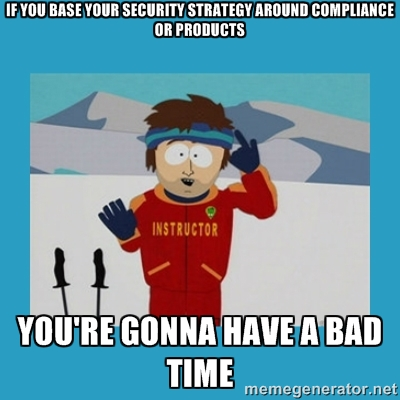 IF YOU BASE YOUR SECURITY STRATEGY AROUND COMPLIANCE
OR PRODUCTS
INSTRUCTOR
YOU'RE GONNA HAVE A BAD
TIME
memegenerator.net